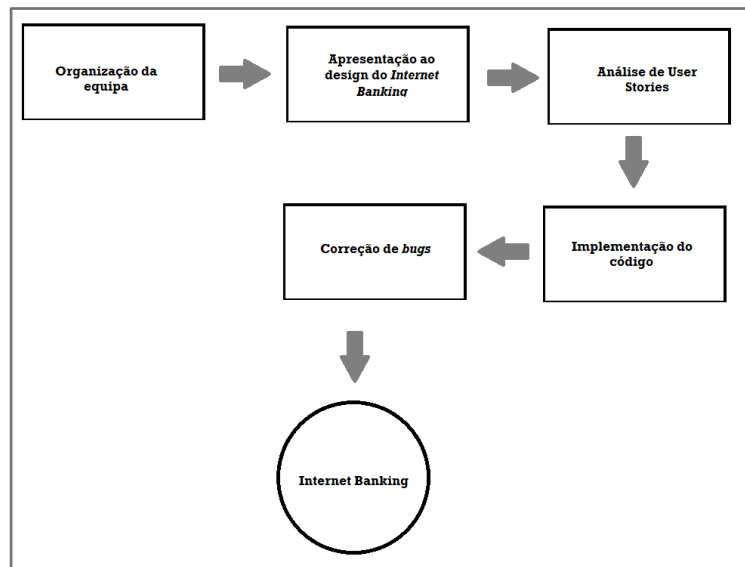 Organização da
equipa
Apresentação ao
design do Internet
Banking
Análise de User
Stories
Implementação do
código
Correção de bugs
Internet Banking